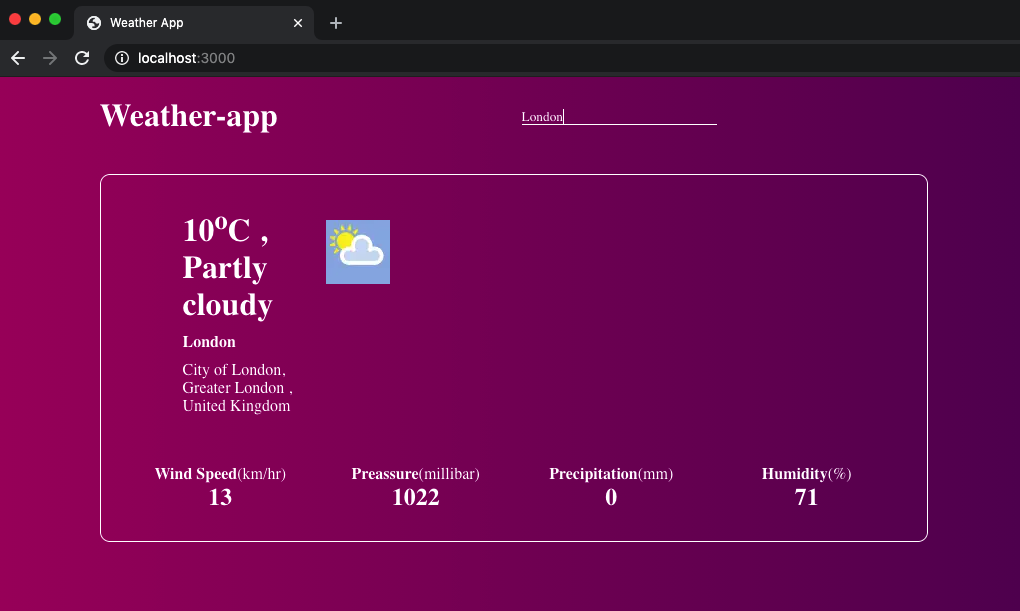 Weather App
localhost:3000
Weather-app
London
10ºC ,
Partly
cloudy
London
City of London,
Greater London ,
United Kingdom
Wind Speed(km/hr) Preassure(millibar) Precipitation(mm) Humidity(%)
13 1022 0 71